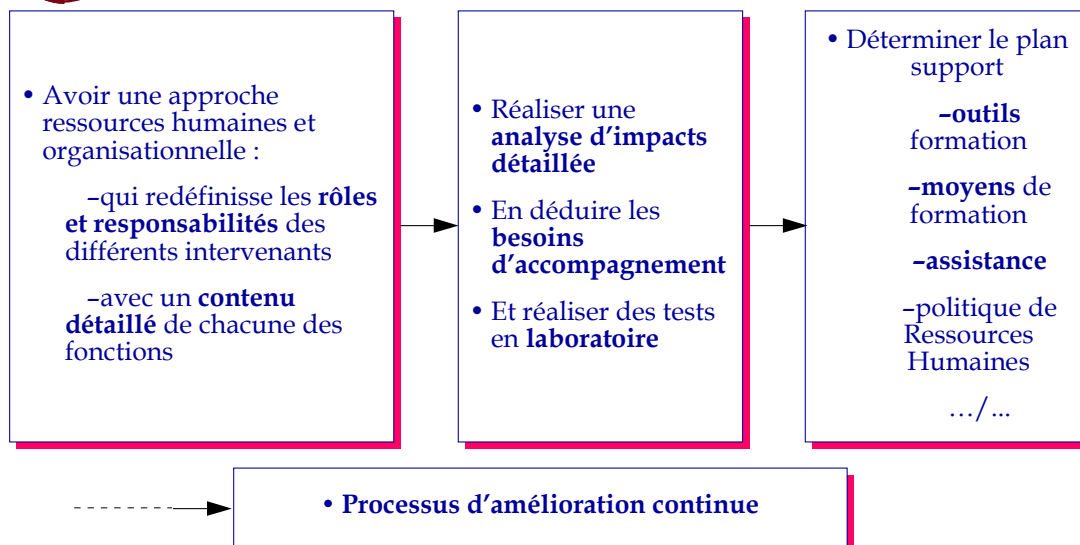 • Avoir une approche
ressources humaines et
organisationnelle :
–qui redéfinisse les rôles
et responsabilités des
différents intervenants
–avec un contenu
détaillé de chacune des
fonctions
• Réaliser une
analyse d’impacts
détaillée
• En déduire les
besoins
d’accompagnement
• Et réaliser des tests
en laboratoire
• Déterminer le plan
support
–outils
formation
–moyens de
formation
–assistance
–politique de
Ressources
Humaines
…/...
• Processus d’amélioration continue